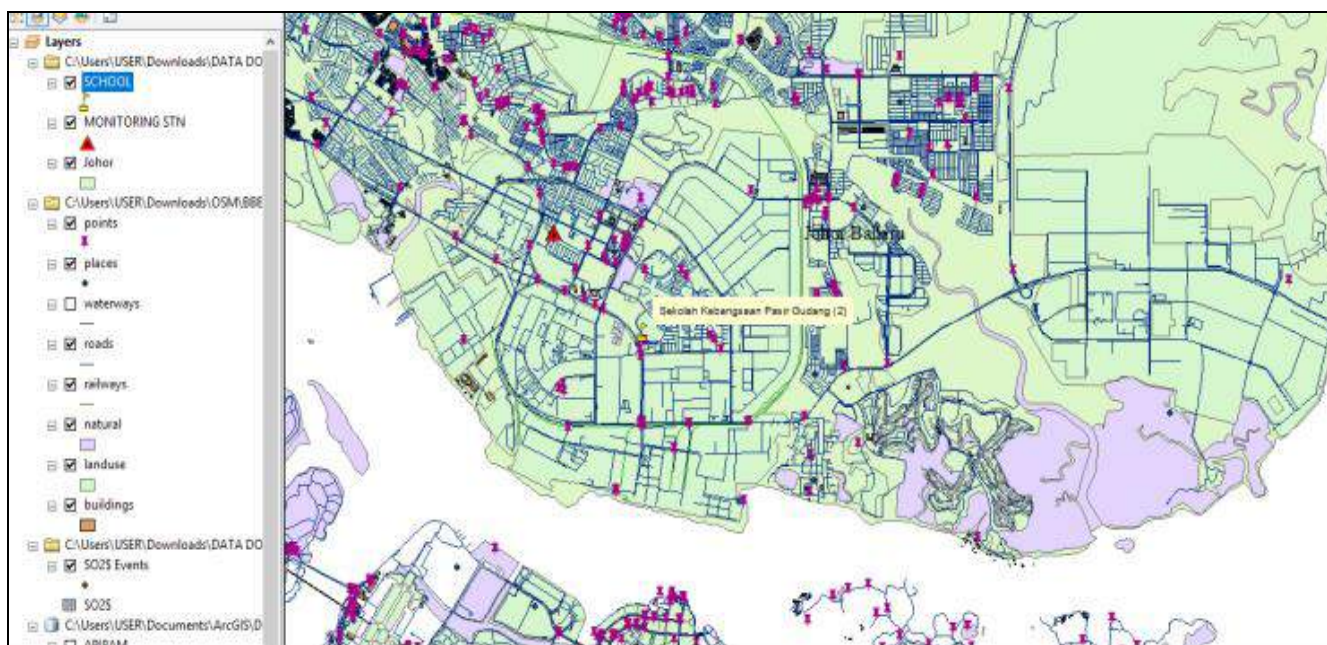 Layers
C:\Users\USER\Downloads\DATA DO
SCHOOL
MONITORING STN
Johor
C:\Users\USER\Downloads\OSM\BBE
points
places
waterways
roads
railways
natural
landuse
buildings
C:\Users\USER\Downloads\DATA DO
SO2$ Events
SO2$
C:\Users\USER\Documents\ArcGIS\D
Johor Bahru
Sekolah Kebangsaan Pasir Gudang (2)